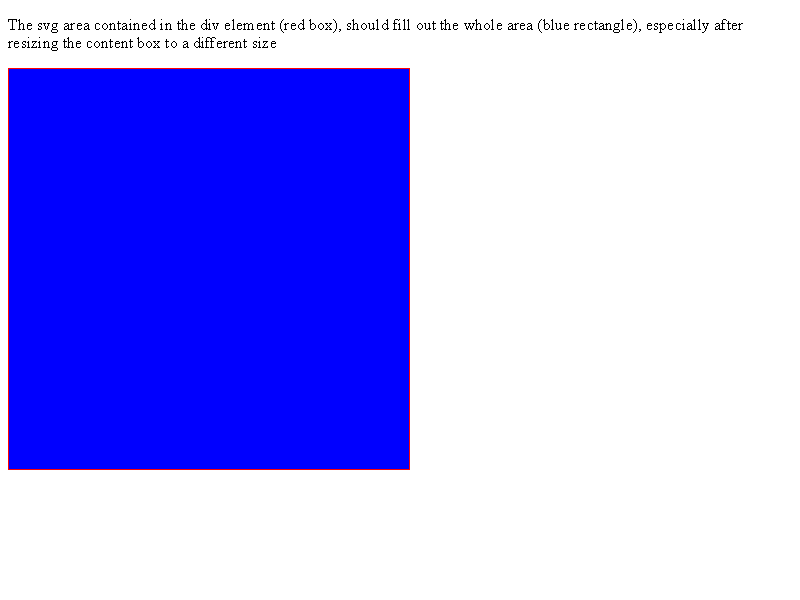 The svg area contained in the div element (red box), should fill out the whole area (blue rectangle), especially after
resizing the content box to a different size